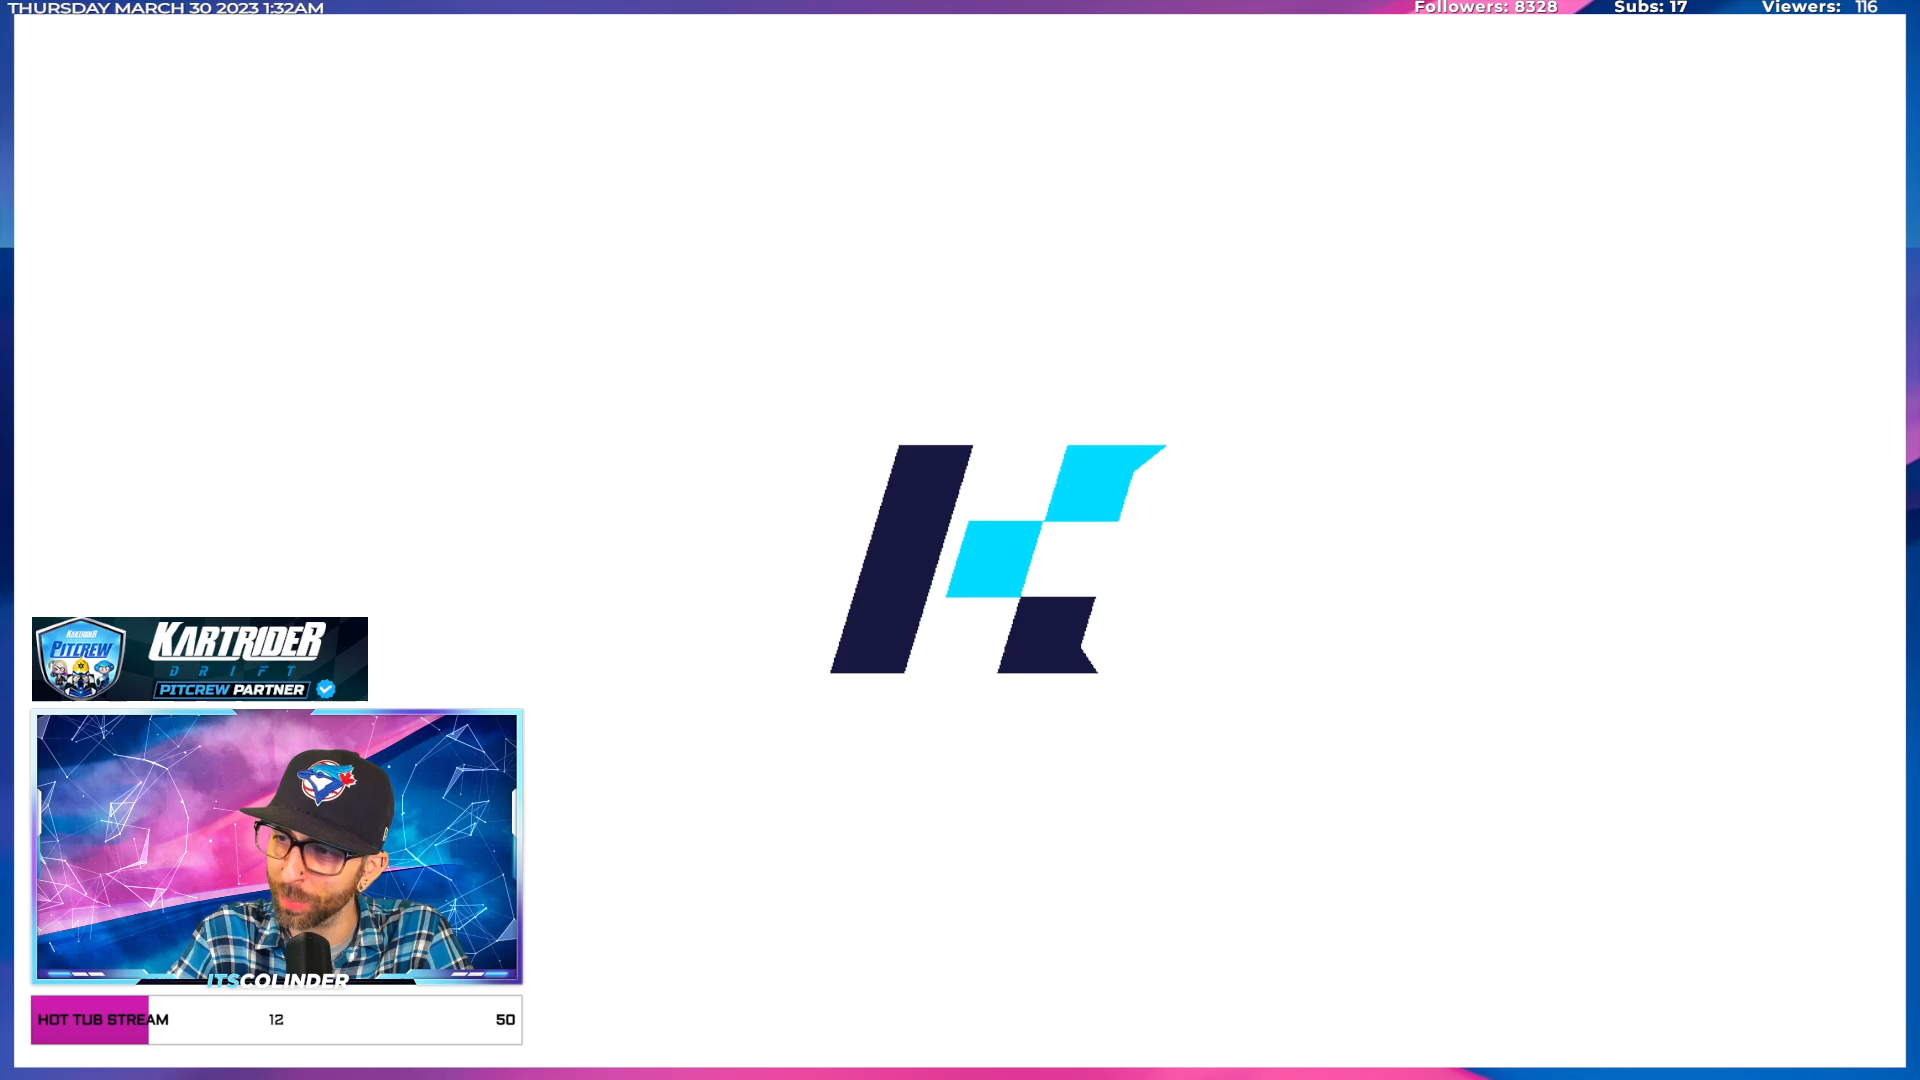 THURSDAY MARCH 30 2023 1:32AM
Followers: 8328
Subs: 17
Viewers: 116
KARTRIDER
PITCREW
KARTRIDER
DRIFT
PITCREW PARTNER
ITSCOLINDER
HOT TUB STREAM 12 50